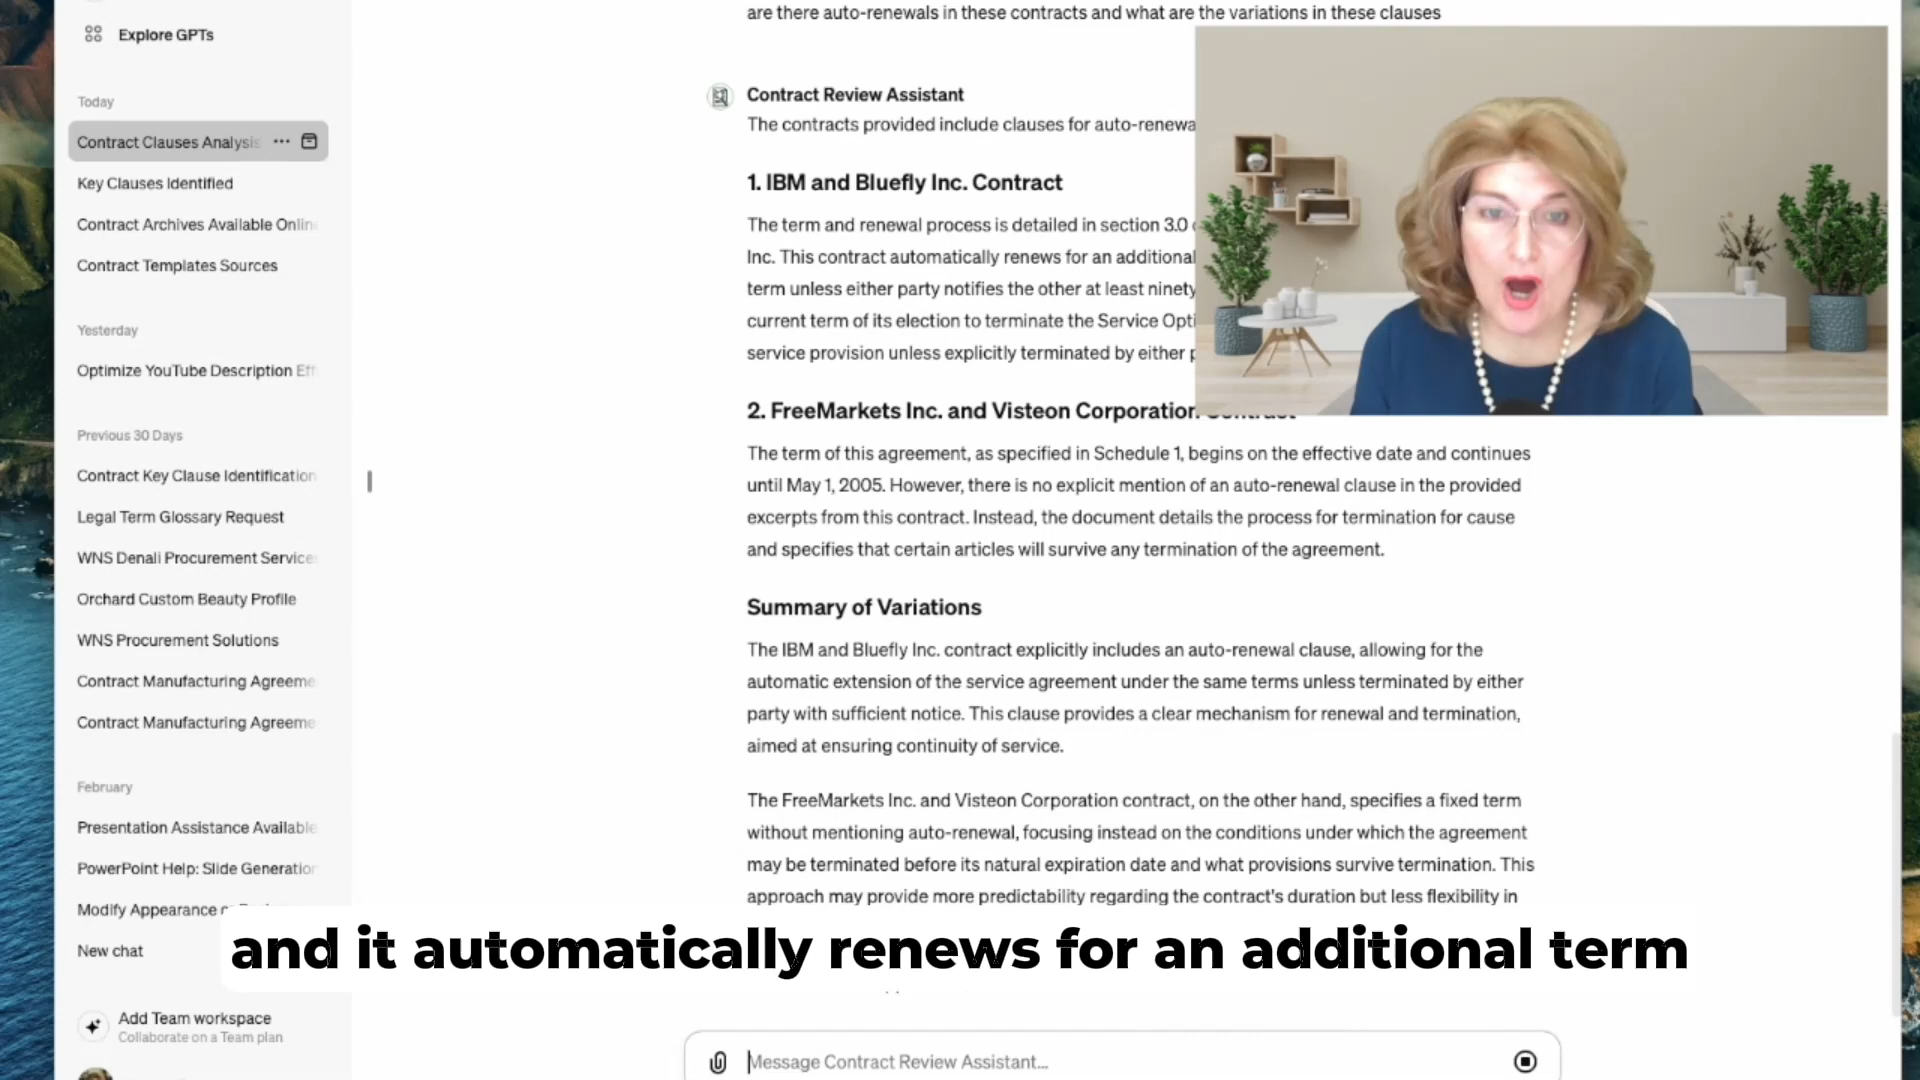 Explore GPTs
Today
Contract Clauses Analysis
Key Clauses Identified
Contract Archives Available Onlin
Contract Templates Sources
Yesterday
Optimize YouTube Description Eff
Previous 30 Days
Contract Key Clause Identification
Legal Term Glossary Request
WNS Denali Procurement Services
Orchard Custom Beauty Profile
WNS Procurement Solutions
Contract Manufacturing Agreeme
Contract Manufacturing Agreeme
February
Presentation Assistance Available
PowerPoint Help: Slide Generation
Modify Appearance
New chat
Add Team workspace
Collaborate on a Team plan
are there auto-renewals in these contracts and what are the variations in these clauses
Contract Review Assistant
The contracts provided include clauses for auto-renewa
1. IBM and Bluefly Inc. Contract
The term and renewal process is detailed in section 3.0
Inc. This contract automatically renews for an additional
term unless either party notifies the other at least ninety
current term of its election to terminate the Service Opti
service provision unless explicitly terminated by either p
2. FreeMarkets Inc. and Visteon Corporation Contract
The term of this agreement, as specified in Schedule 1, begins on the effective date and continues
until May 1, 2005. However, there is no explicit mention of an auto-renewal clause in the provided
excerpts from this contract. Instead, the document details the process for termination for cause
and specifies that certain articles will survive any termination of the agreement.
Summary of Variations
The IBM and Bluefly Inc. contract explicitly includes an auto-renewal clause, allowing for the
automatic extension of the service agreement under the same terms unless terminated by either
party with sufficient notice. This clause provides a clear mechanism for renewal and termination,
aimed at ensuring continuity of service.
The FreeMarkets Inc. and Visteon Corporation contract, on the other hand, specifies a fixed term
without mentioning auto-renewal, focusing instead on the conditions under which the agreement
may be terminated before its natural expiration date and what provisions survive termination. This
approach may provide more predictability regarding the contract's duration but less flexibility in
and it automatically renews for an additional term
Message Contract Review Assistant...